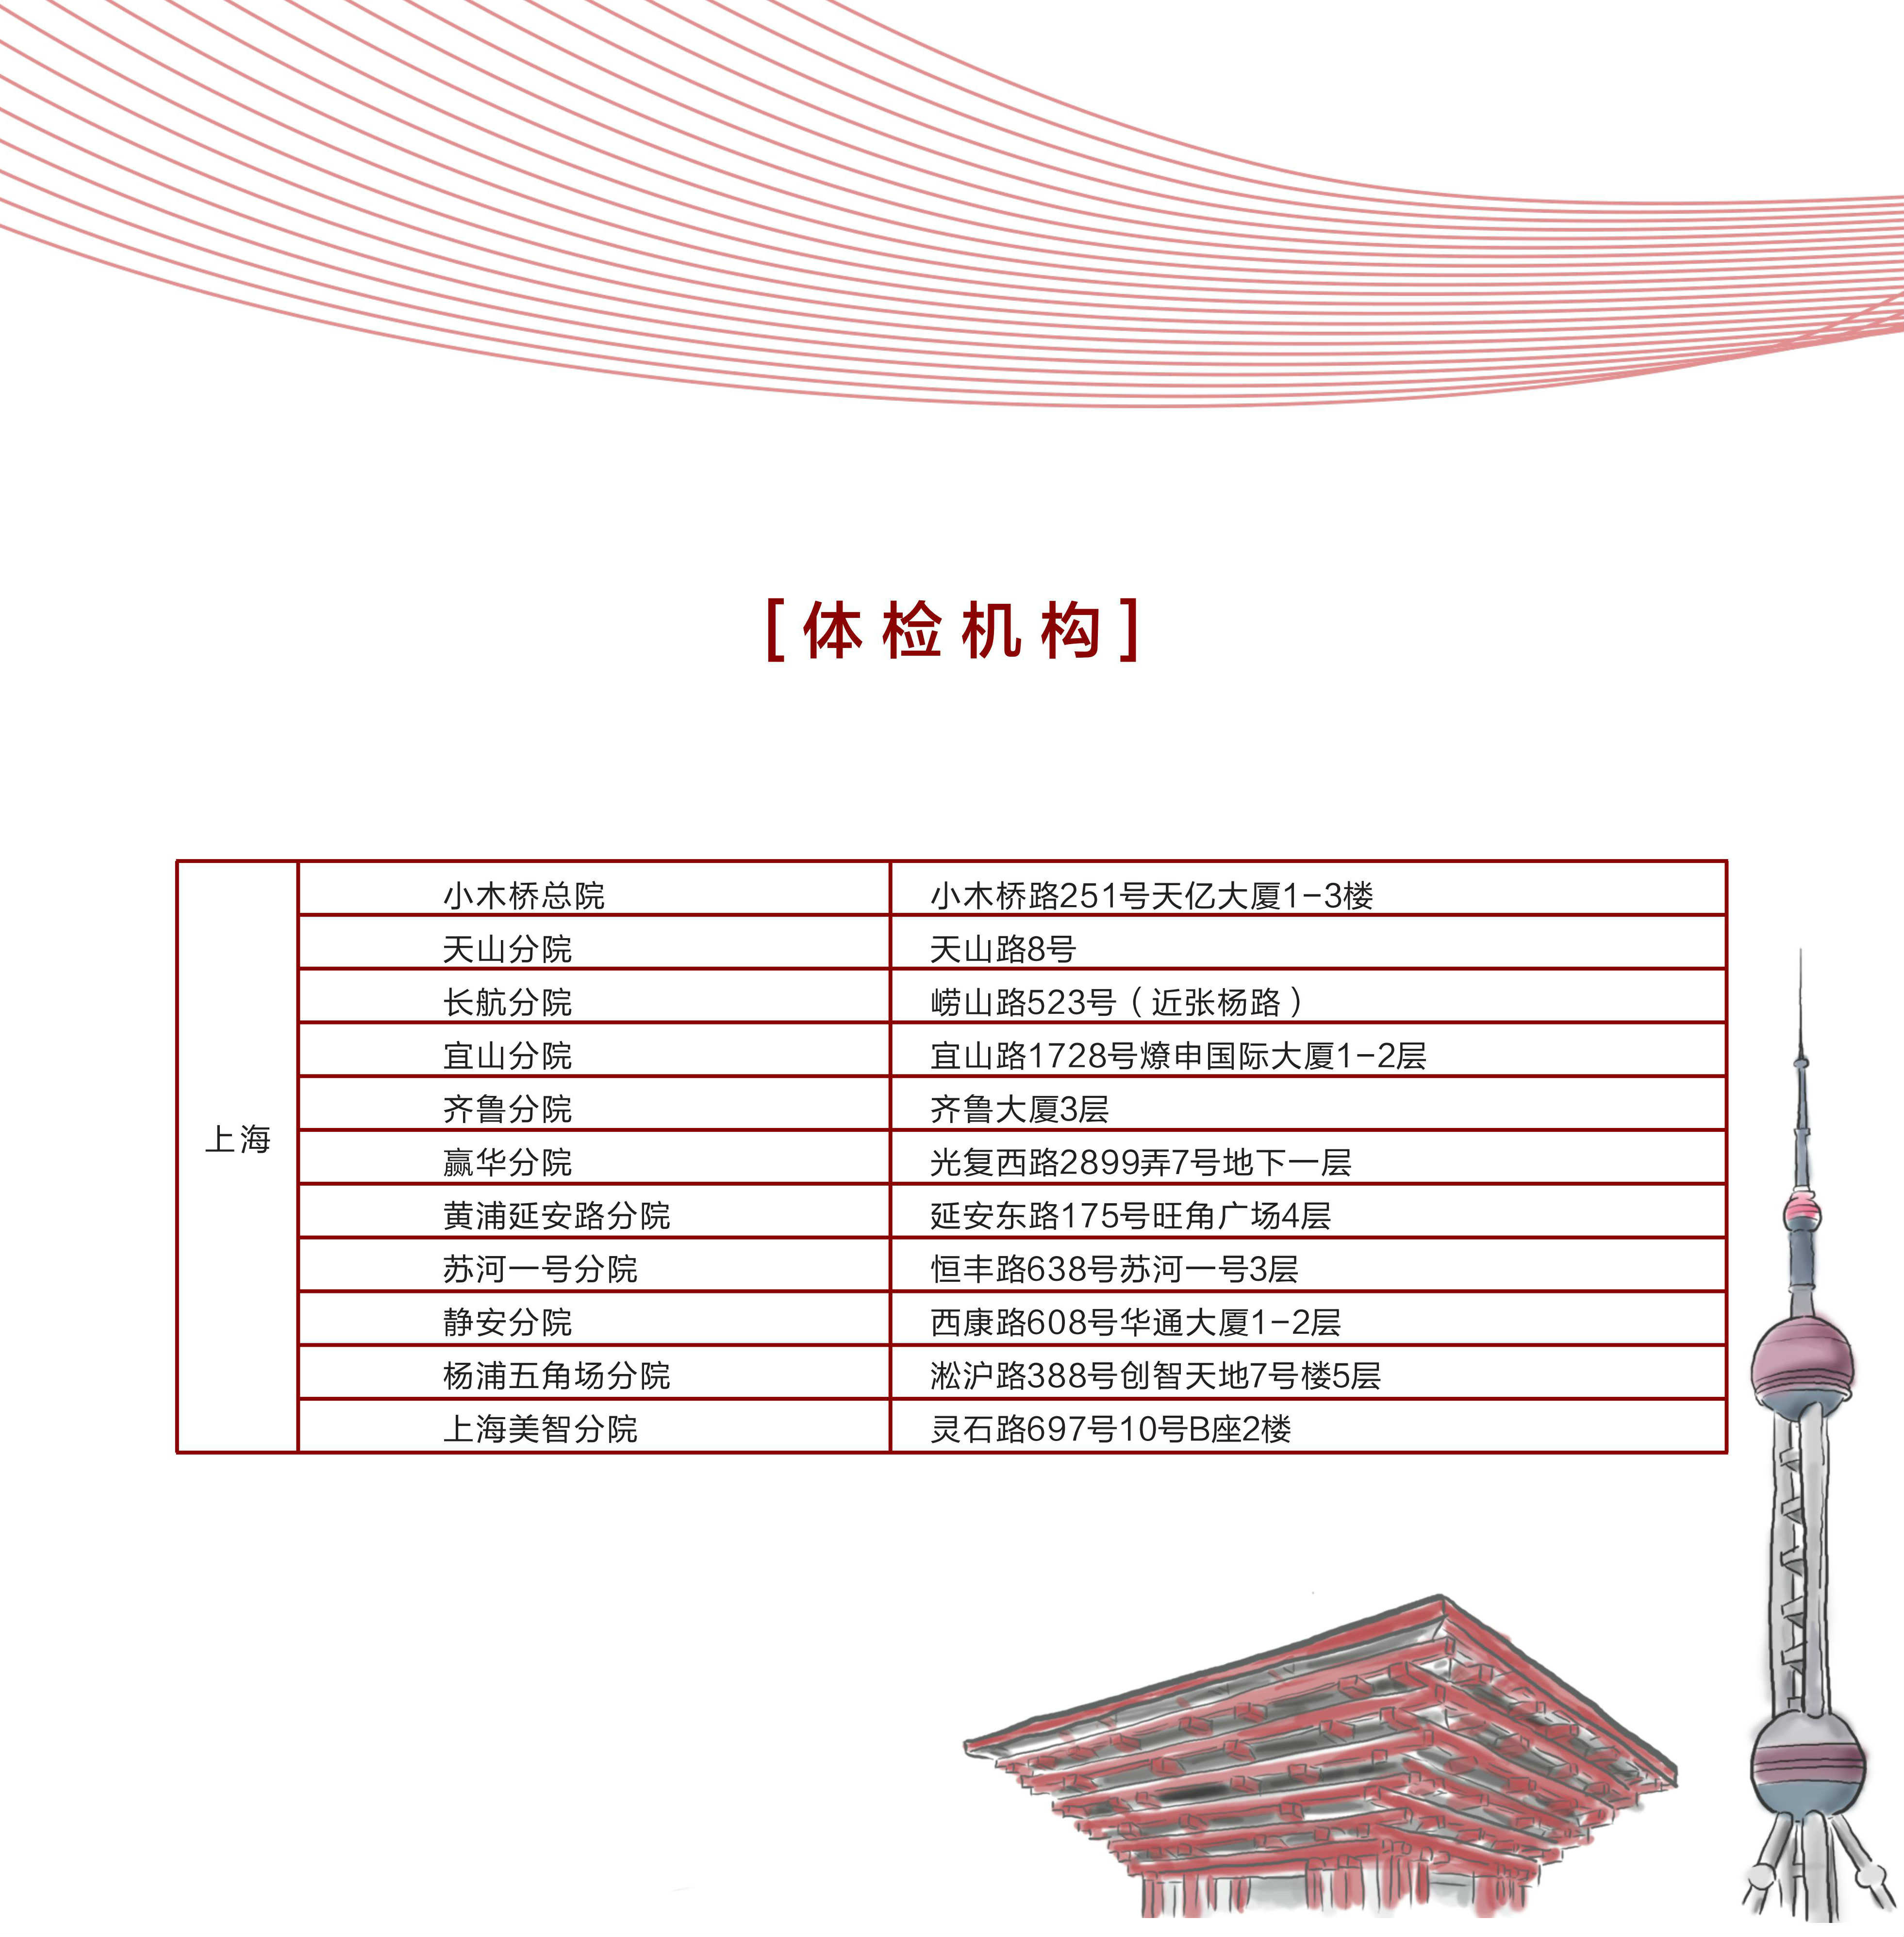 [体检机构]
上海
小木桥总院 小木桥路251号天亿大厦1-3楼
天山分院 天山路8号
长航分院 崂山路523号（近张杨路）
宜山分院 宜山路1728号燎申国际大厦1-2层
齐鲁分院 齐鲁大厦3层
赢华分院 光复西路2899弄7号地下一层
黄浦延安路分院 延安东路175号旺角广场4层
苏河一号分院 恒丰路638号苏河一号3层
静安分院 西康路608号华通大厦1-2层
杨浦五角场分院 淞沪路388号创智天地7号楼5层
上海美智分院 灵石路697号10号B座2楼